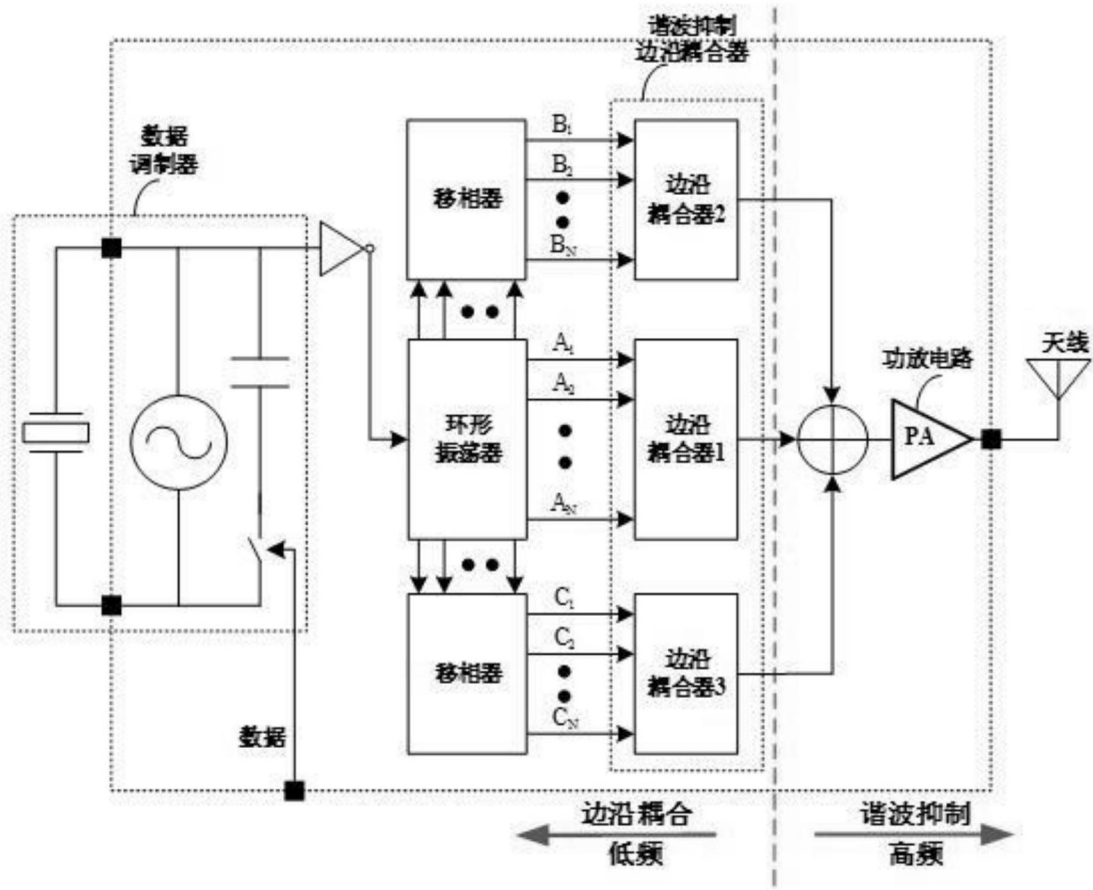 谐波抑制
边沿耦合器
数据
调制器
移相器
B₁
B₂
B_N
边沿
耦合器2
环形
振荡器
A₁
A₂
A_N
边沿
耦合器1
功放电路
PA
天线
移相器
C₁
C₂
C_N
边沿
耦合器3
数据
边沿耦合
低频
谐波抑制
高频